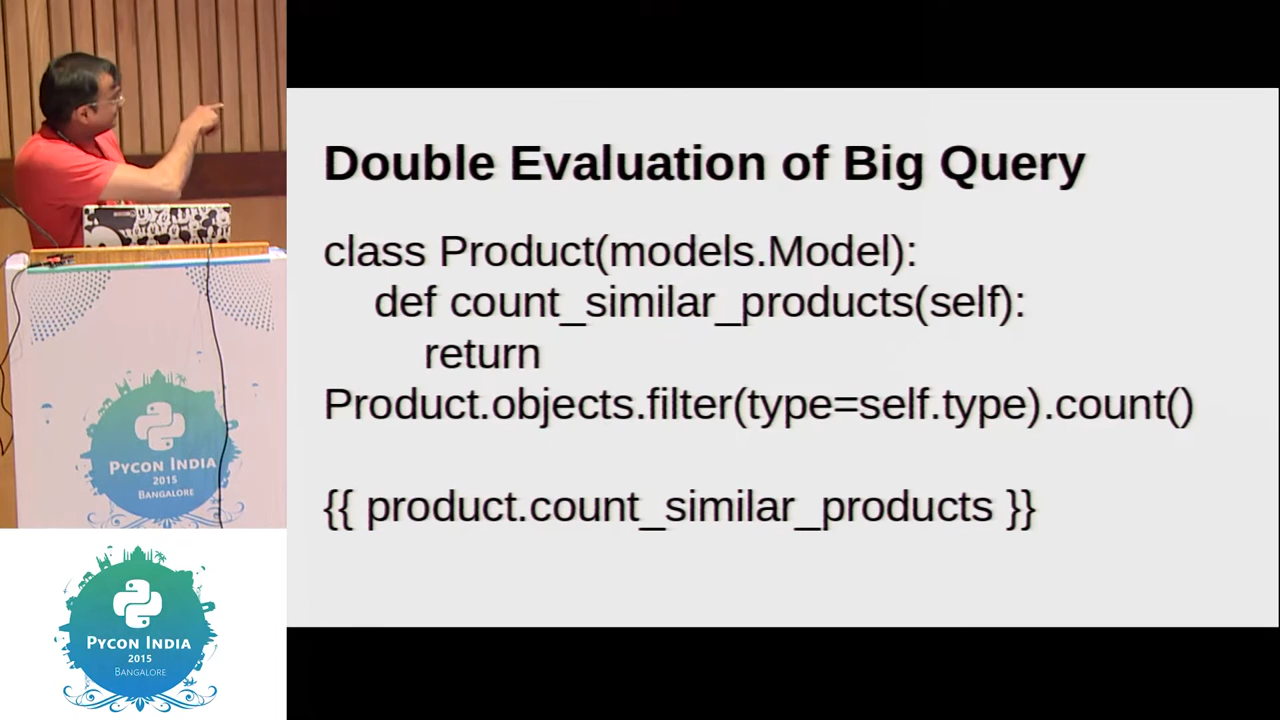 Double Evaluation of Big Query
class Product(models.Model):
def count_similar_products(self):
return
Product.objects.filter(type=self.type).count()
{{ product.count_similar_products }}
PYCON INDIA
2015
BANGALORE
PYCON INDIA
2015
BANGALORE